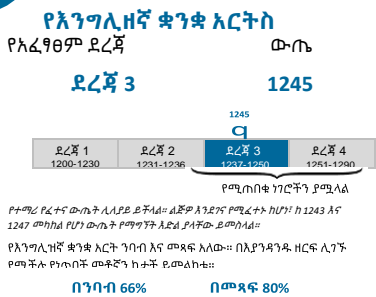 የእንግሊዘኛ ቋንቋ አርትስ
የአፈፃፀም ደረጃ ውጤ
ደረጃ 3 1245
1245
ደረጃ 1 ደረጃ 2 ደረጃ 3 ደረጃ 4
1200-1230 1231-1236 1237-1250 1251-1290
የሚጠበቁ ነገሮችን ያሟላል
የተማሪ የፈተና ውጤት ሊለያይ ይችላል። ልጅዎ እንደገና የሚፈተኑ ከሆነ፣ ከ 1243 እና
1247 መካከል የሆነ ውጤት የማግኘት እድል ያላቸው ይመስላል።
የእንግሊዝኛ ቋንቋ አርት ንባብ እና መጻፍ አለው። በእያንዳንዱ ዘርፍ ሊገኙ
የሚችሉ የነጥቦች መቶኛን ከታች ይመልከቱ።
በንባብ 66% በመጻፍ 80%